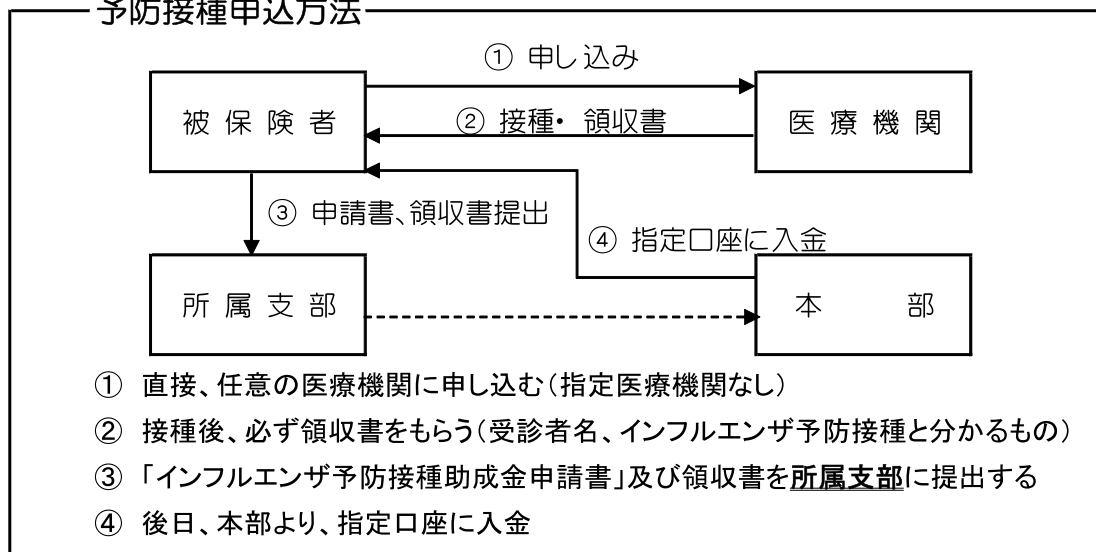 予防接種申込方法
① 申し込み
被保険者
② 接種・領収書
医療機関
③ 申請書、領収書提出
④ 指定口座に入金
所属支部
本部
① 直接、任意の医療機関に申し込む(指定医療機関なし)
② 接種後、必ず領収書をもらう(受診者名、インフルエンザ予防接種と分かるもの)
③ 「インフルエンザ予防接種助成金申請書」及び領収書を所属支部に提出する
④ 後日、本部より、指定口座に入金